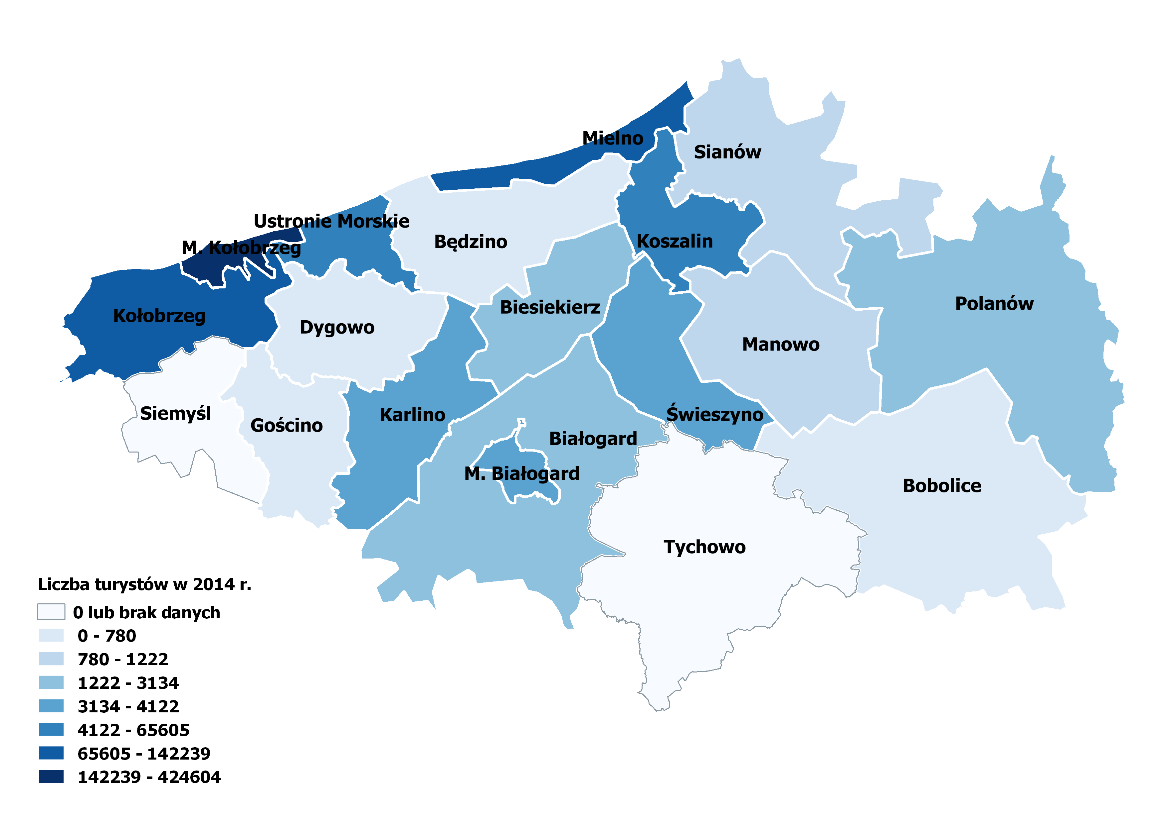 Mielno
Sianów
Ustronie Morskie
M. Kołobrzeg
Będzino
Koszalin
Kołobrzeg
Biesiekierz
Polanów
Dygowo
Manowo
Siemyśl
Gościno
Karlino
Świeszyno
Białogard
M. Białogard
Bobolice
Tychowo
Liczba turystów w 2014 r.
0 lub brak danych
0 - 780
780 - 1222
1222 - 3134
3134 - 4122
4122 - 65605
65605 - 142239
142239 - 424604